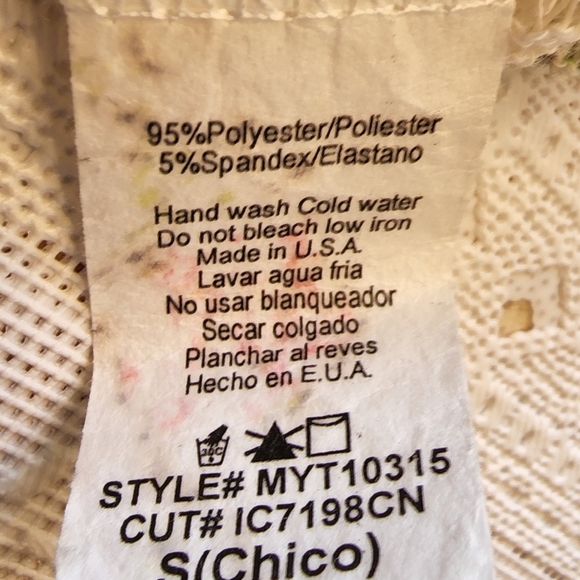 95%Polyester/Poliester
5%Spandex/Elastano
Hand wash Cold water
Do not bleach low iron
Made in U.S.A.
Lavar agua fria
No usar blanqueador
Secar colgado
Planchar al reves
Hecho en E.U.A.
30C
STYLE# MYT10315
CUT# IC7198CN
S(Chico)